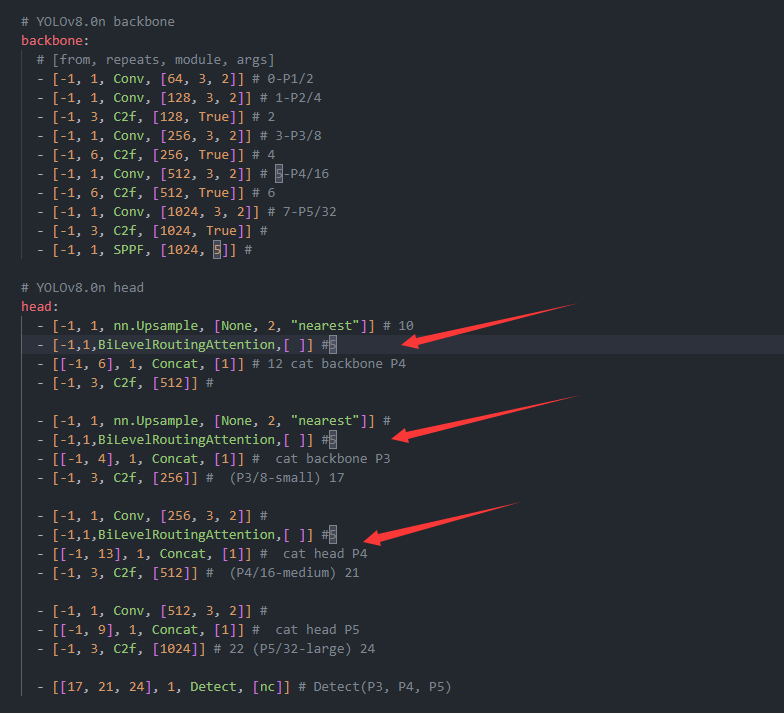 # YOLOv8.0n backbone
backbone:
# [from, repeats, module, args]
- [-1, 1, Conv, [64, 3, 2]] # 0-P1/2
- [-1, 1, Conv, [128, 3, 2]] # 1-P2/4
- [-1, 3, C2f, [128, True]] # 2
- [-1, 1, Conv, [256, 3, 2]] # 3-P3/8
- [-1, 6, C2f, [256, True]] # 4
- [-1, 1, Conv, [512, 3, 2]] # 5-P4/16
- [-1, 6, C2f, [512, True]] # 6
- [-1, 1, Conv, [1024, 3, 2]] # 7-P5/32
- [-1, 3, C2f, [1024, True]] #
- [-1, 1, SPPF, [1024, 5]] #
# YOLOv8.0n head
head:
- [-1, 1, nn.Upsample, [None, 2, "nearest"]] # 10
- [-1,1,BiLevelRoutingAttention,[ ]] #5
- [[-1, 6], 1, Concat, [1]] # 12 cat backbone P4
- [-1, 3, C2f, [512]] #
- [-1, 1, nn.Upsample, [None, 2, "nearest"]] #
- [-1,1,BiLevelRoutingAttention,[ ]] #5
- [[-1, 4], 1, Concat, [1]] #  cat backbone P3
- [-1, 3, C2f, [256]] #  (P3/8-small) 17
- [-1, 1, Conv, [256, 3, 2]] #
- [-1,1,BiLevelRoutingAttention,[ ]] #5
- [[-1, 13], 1, Concat, [1]] #  cat head P4
- [-1, 3, C2f, [512]] #  (P4/16-medium) 21
- [-1, 1, Conv, [512, 3, 2]] #
- [[-1, 9], 1, Concat, [1]] #  cat head P5
- [-1, 3, C2f, [1024]] # 22 (P5/32-large) 24
- [[17, 21, 24], 1, Detect, [nc]] # Detect(P3, P4, P5)